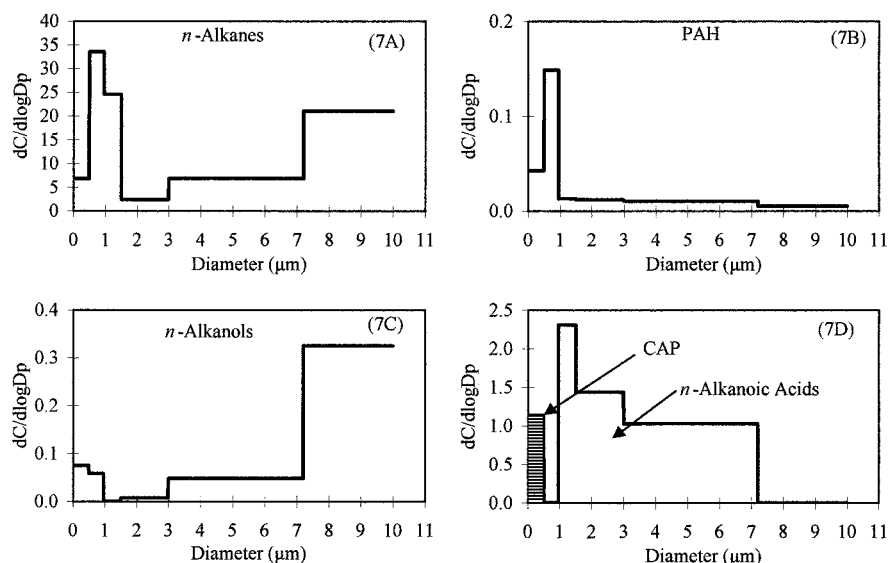 n-Alkanes (7A)
dC/dlogDp
40
35
30
25
20
15
10
5
0
0 1 2 3 4 5 6 7 8 9 10 11
Diameter (µm)
PAH (7B)
dC/dlogDp
0.2
0.1
0.0
0 1 2 3 4 5 6 7 8 9 10 11
Diameter (µm)
n-Alkanols (7C)
dC/dlogDp
0.4
0.3
0.2
0.1
0.0
0 1 2 3 4 5 6 7 8 9 10 11
Diameter (µm)
(7D)
CAP
n-Alkanoic Acids
dC/dlogDp
2.5
2.0
1.5
1.0
0.5
0.0
0 1 2 3 4 5 6 7 8 9 10 11
Diameter (µm)